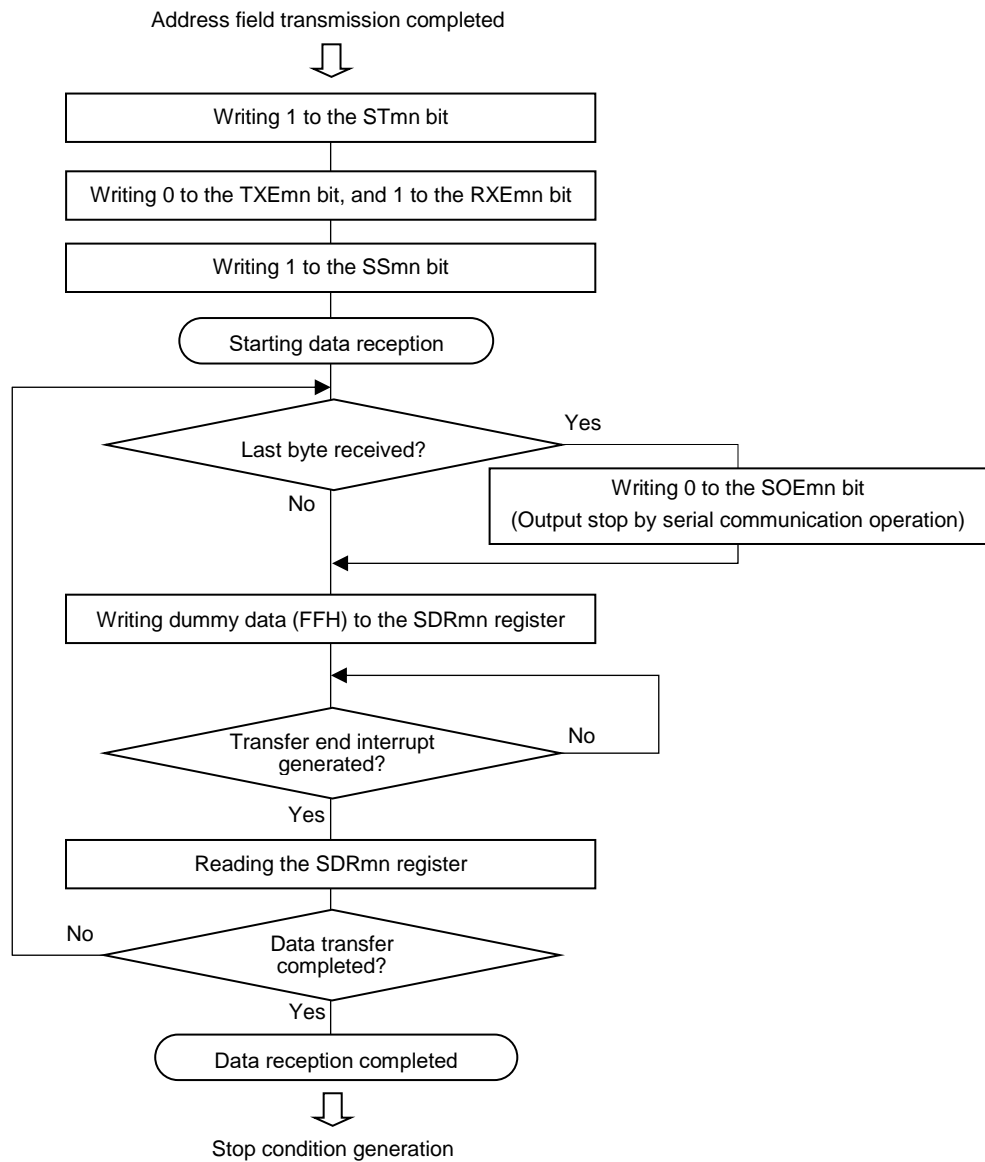 Address field transmission completed
Writing 1 to the STmn bit
Writing 0 to the TXEmn bit, and 1 to the RXEmn bit
Writing 1 to the SSmn bit
Starting data reception
Last byte received?
Yes
No
Writing 0 to the SOEmn bit
(Output stop by serial communication operation)
Writing dummy data (FFH) to the SDRmn register
Transfer end interrupt
generated?
No
Yes
Reading the SDRmn register
No
Data transfer
completed?
Yes
Data reception completed
Stop condition generation